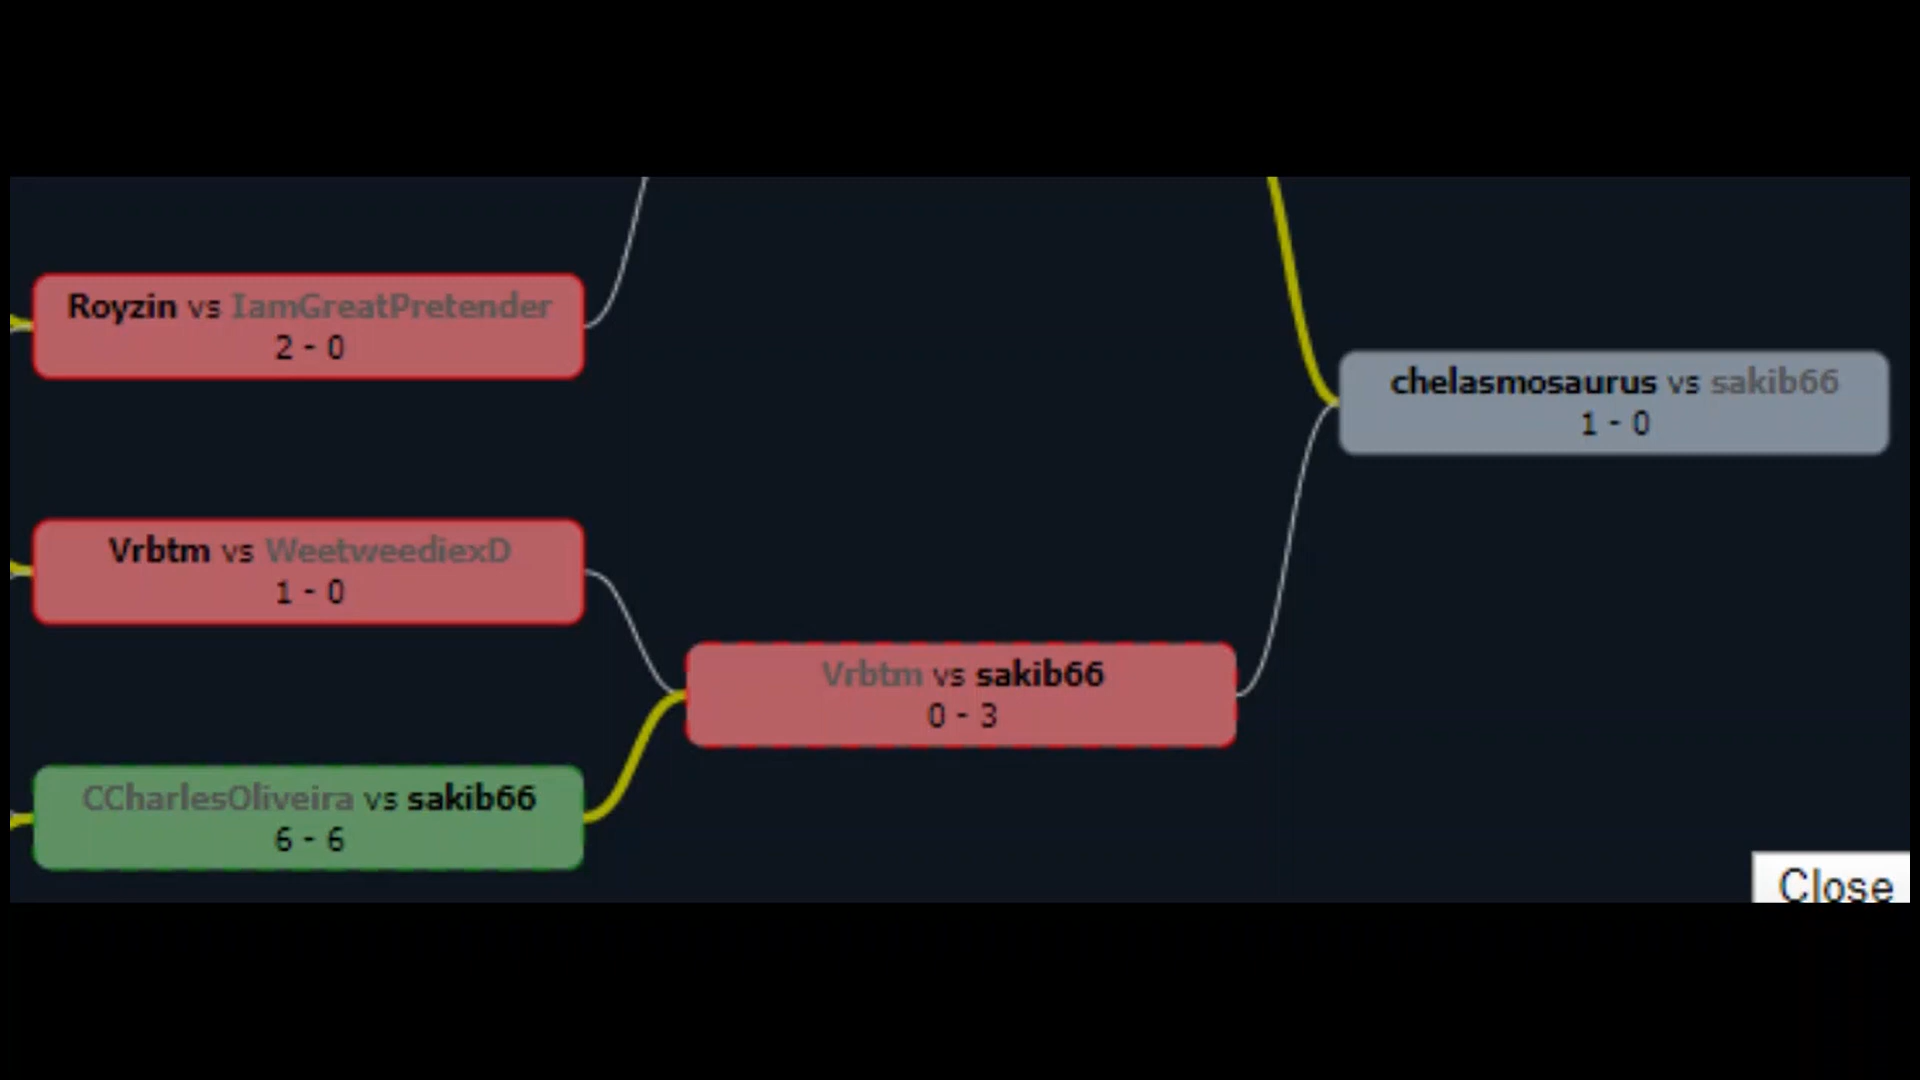 Royzin vs IamGreatPretender
2 - 0
chelasmosaurus vs sakib66
1 - 0
Vrbtm vs WeetweediexD
1 - 0
Vrbtm vs sakib66
0 - 3
CCharlesOliveira vs sakib66
6 - 6
Close